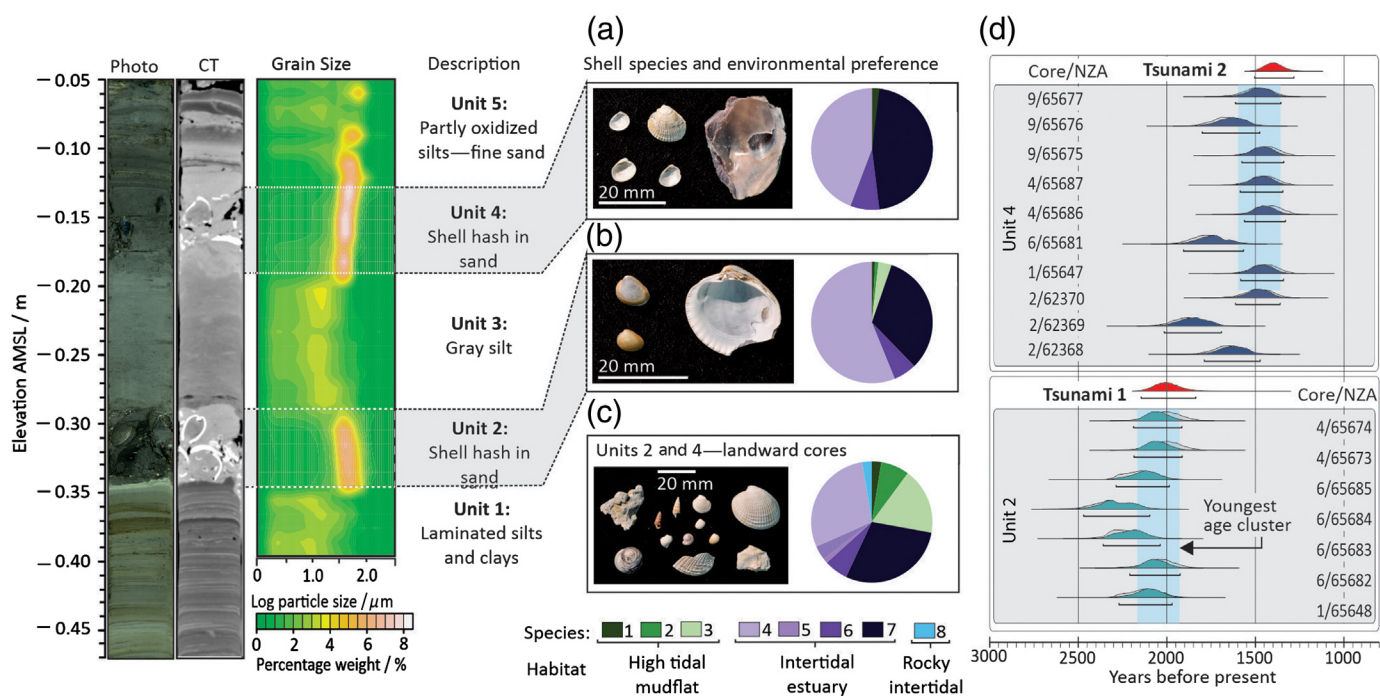 (a)
(d)
Photo
CT
Grain Size
Description
Shell species and environmental preference
Elevation AMSL / m
−0.05
−0.10
−0.15
−0.20
−0.25
−0.30
−0.35
−0.40
−0.45
Unit 5:
Partly oxidized
silts—fine sand
Unit 4:
Shell hash in
sand
Unit 3:
Gray silt
Unit 2:
Shell hash in
sand
Unit 1:
Laminated silts
and clays
0 1.0 2.0
Log particle size / μm
0 2 4 6 8
Percentage weight / %
20 mm
(b)
20 mm
(c)
Units 2 and 4—landward cores
20 mm
Species: 1 2 3 4 5 6 7 8
Habitat
High tidal
mudflat
Intertidal
estuary
Rocky
intertidal
Core/NZA
Tsunami 2
Unit 4
9/65677
9/65676
9/65675
4/65687
4/65686
6/65681
1/65647
2/62370
2/62369
2/62368
Tsunami 1
Core/NZA
Unit 2
4/65674
4/65673
6/65685
6/65684
6/65683
6/65682
1/65648
Youngest
age cluster
3000 2500 2000 1500 1000 800
Years before present